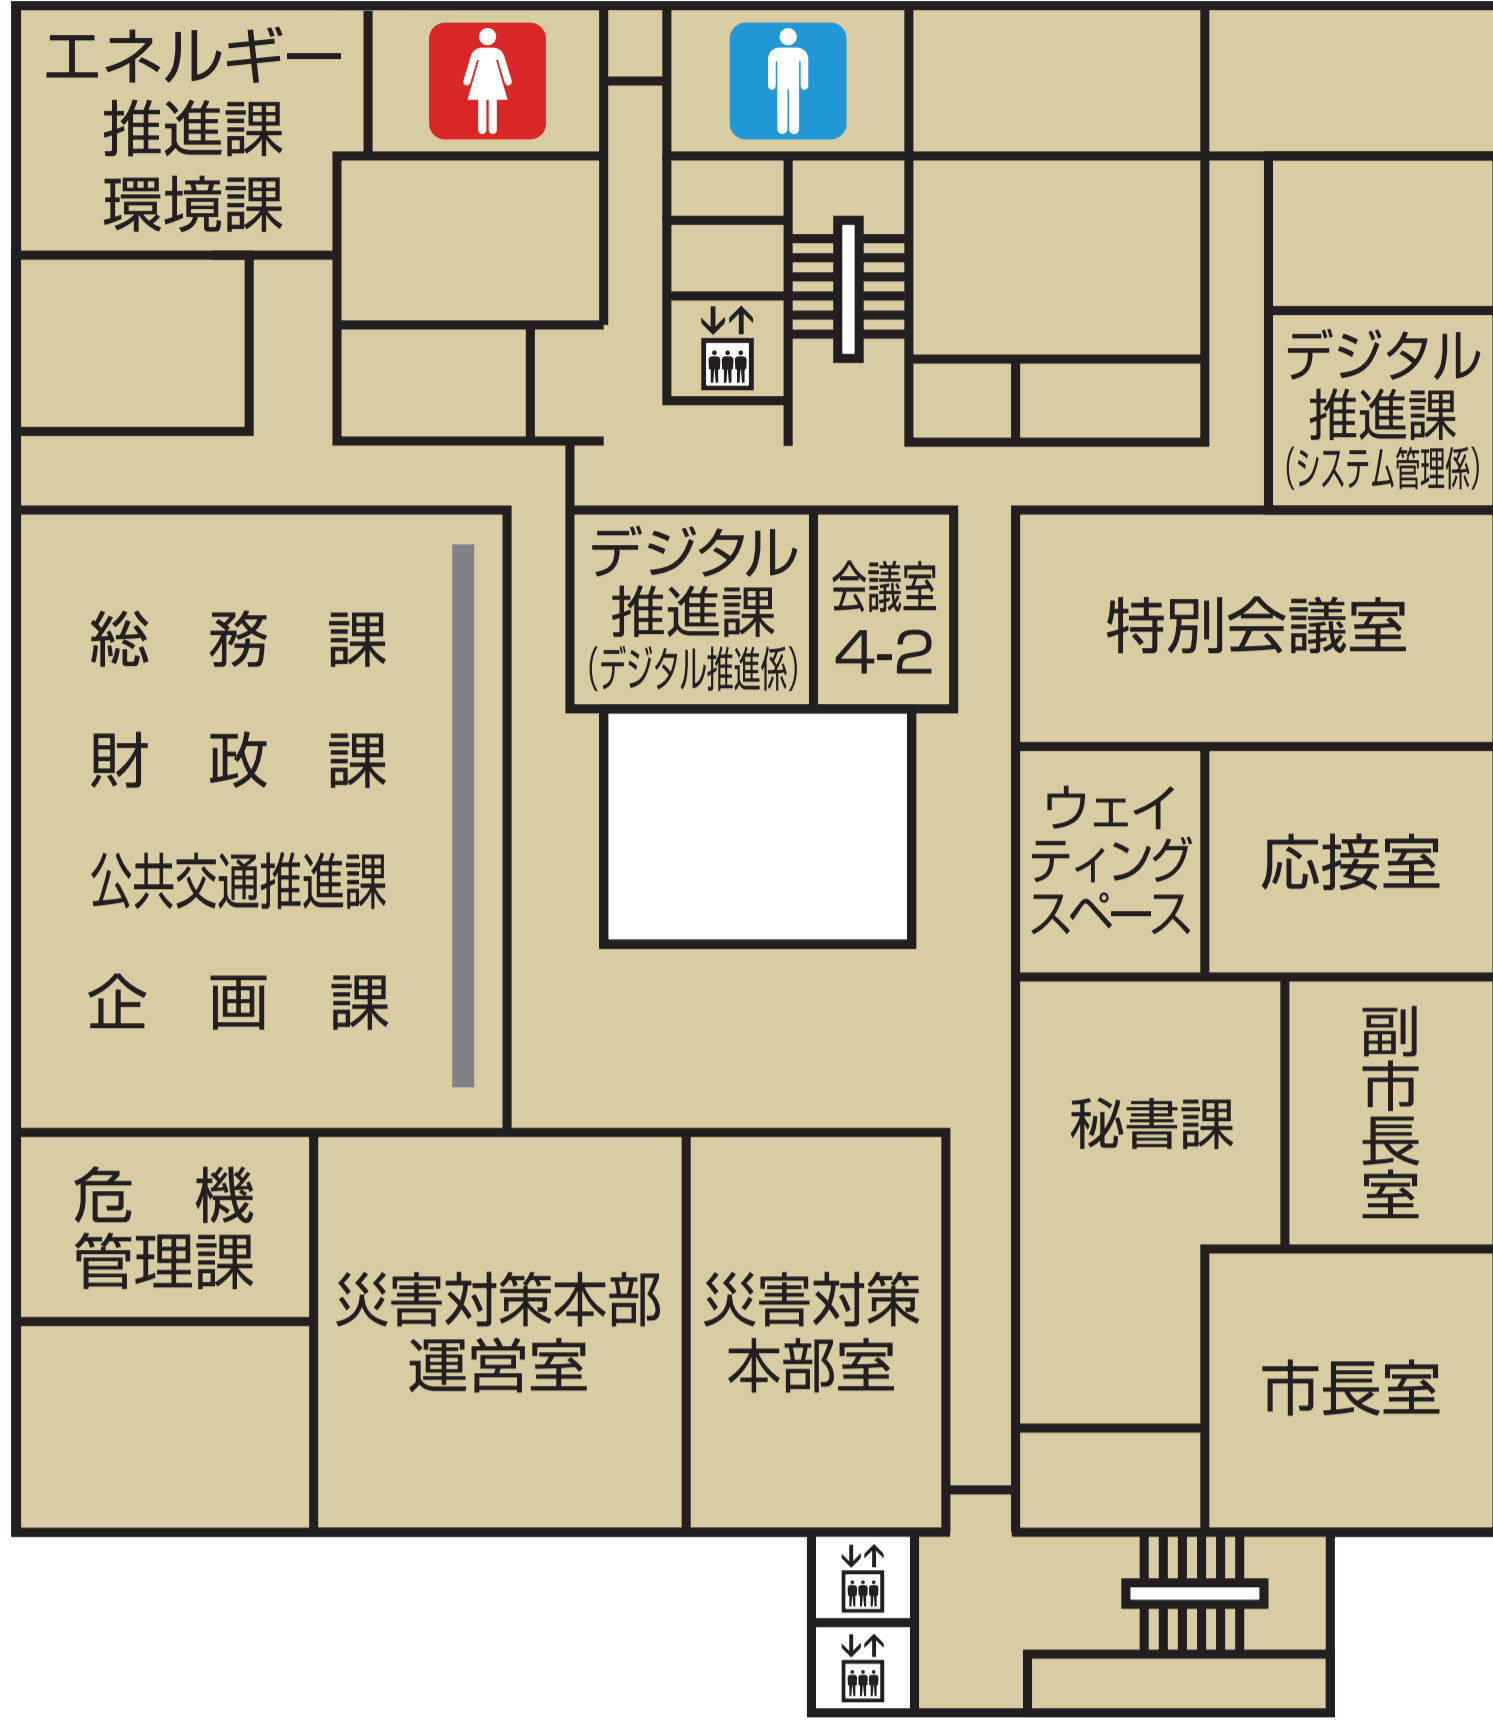 エネルギー
推進課
環境課
デジタル
推進課
(システム管理係)
デジタル
推進課
(デジタル推進係)
会議室
4-2
特別会議室
総　務　課
財　政　課
公共交通推進課
企　画　課
ウェイ
ティング
スペース
応接室
秘書課
副市長室
危　機
管理課
災害対策本部
運営室
災害対策
本部室
市長室